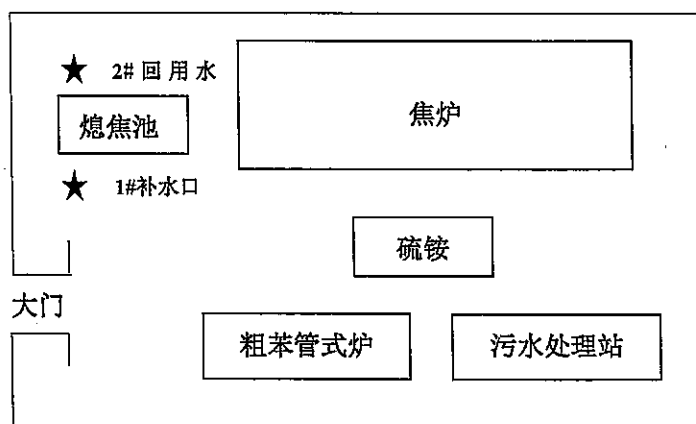 2# 回 用 水
焦炉
熄焦池
1#补水口
硫铵
大门
粗苯管式炉
污水处理站